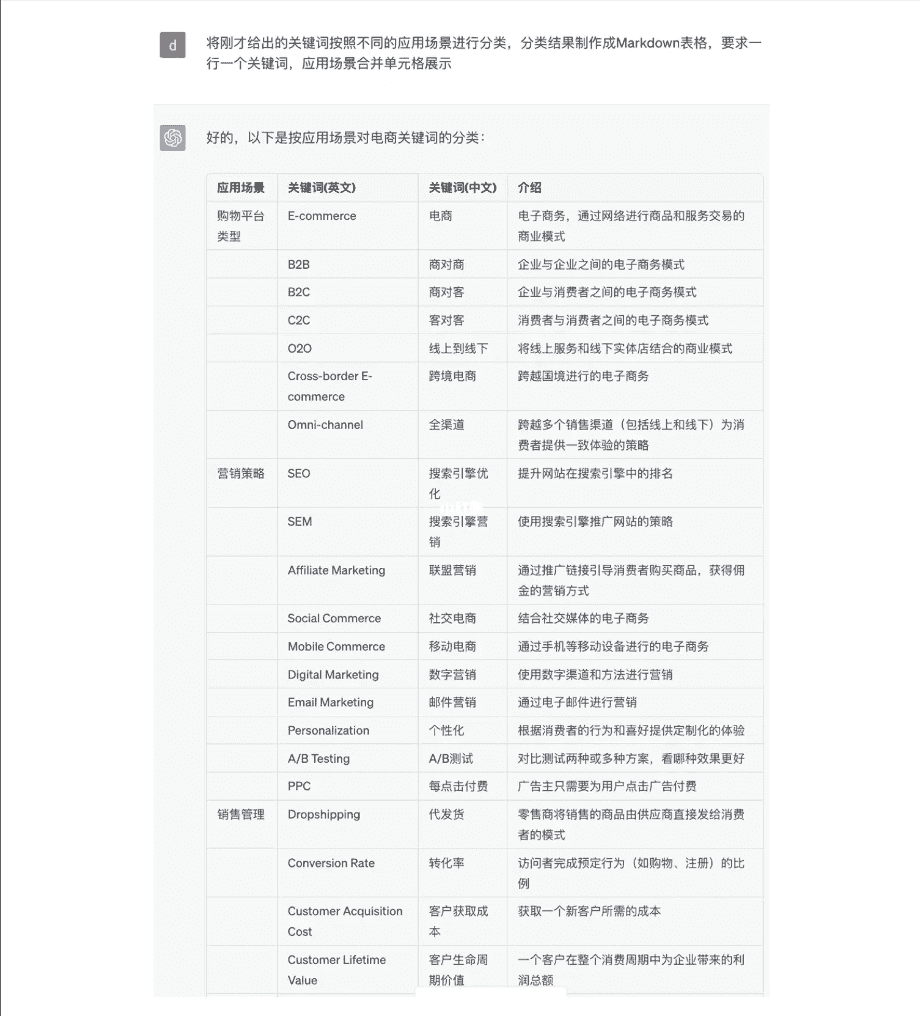 d
将刚才给出的关键词按照不同的应用场景进行分类，分类结果制作成Markdown表格，要求一
行一个关键词，应用场景合并单元格展示
好的，以下是按应用场景对电商关键词的分类：
应用场景 关键词(英文) 关键词(中文) 介绍
购物平台 E-commerce 电商 电子商务，通过网络进行商品和服务交易的
类型 商业模式
B2B 商对商 企业与企业之间的电子商务模式
B2C 商对客 企业与消费者之间的电子商务模式
C2C 客对客 消费者与消费者之间的电子商务模式
O2O 线上到线下 将线上服务和线下实体店结合的商业模式
Cross-border E- 跨境电商 跨越国境进行的电子商务
commerce
Omni-channel 全渠道 跨越多个销售渠道（包括线上和线下）为消
费者提供一致体验的策略
营销策略 SEO 搜索引擎优 提升网站在搜索引擎中的排名
化
SEM 搜索引擎营 使用搜索引擎推广网站的策略
销
Affiliate Marketing 联盟营销 通过推广链接引导消费者购买商品，获得佣
金的营销方式
Social Commerce 社交电商 结合社交媒体的电子商务
Mobile Commerce 移动电商 通过手机等移动设备进行的电子商务
Digital Marketing 数字营销 使用数字渠道和方法进行营销
Email Marketing 邮件营销 通过电子邮件进行营销
Personalization 个性化 根据消费者的行为和喜好提供定制化的体验
A/B Testing A/B测试 对比测试两种或多种方案，看哪种效果更好
PPC 每点击付费 广告主只需要为用户点击广告付费
销售管理 Dropshipping 代发货 零售商将销售的商品由供应商直接发给消费
者的模式
Conversion Rate 转化率 访问者完成预定行为（如购物、注册）的比
例
Customer Acquisition 客户获取成 获取一个新客户所需的成本
Cost 本
Customer Lifetime 客户生命周 一个客户在整个消费周期中为企业带来的利
Value 期价值 润总额